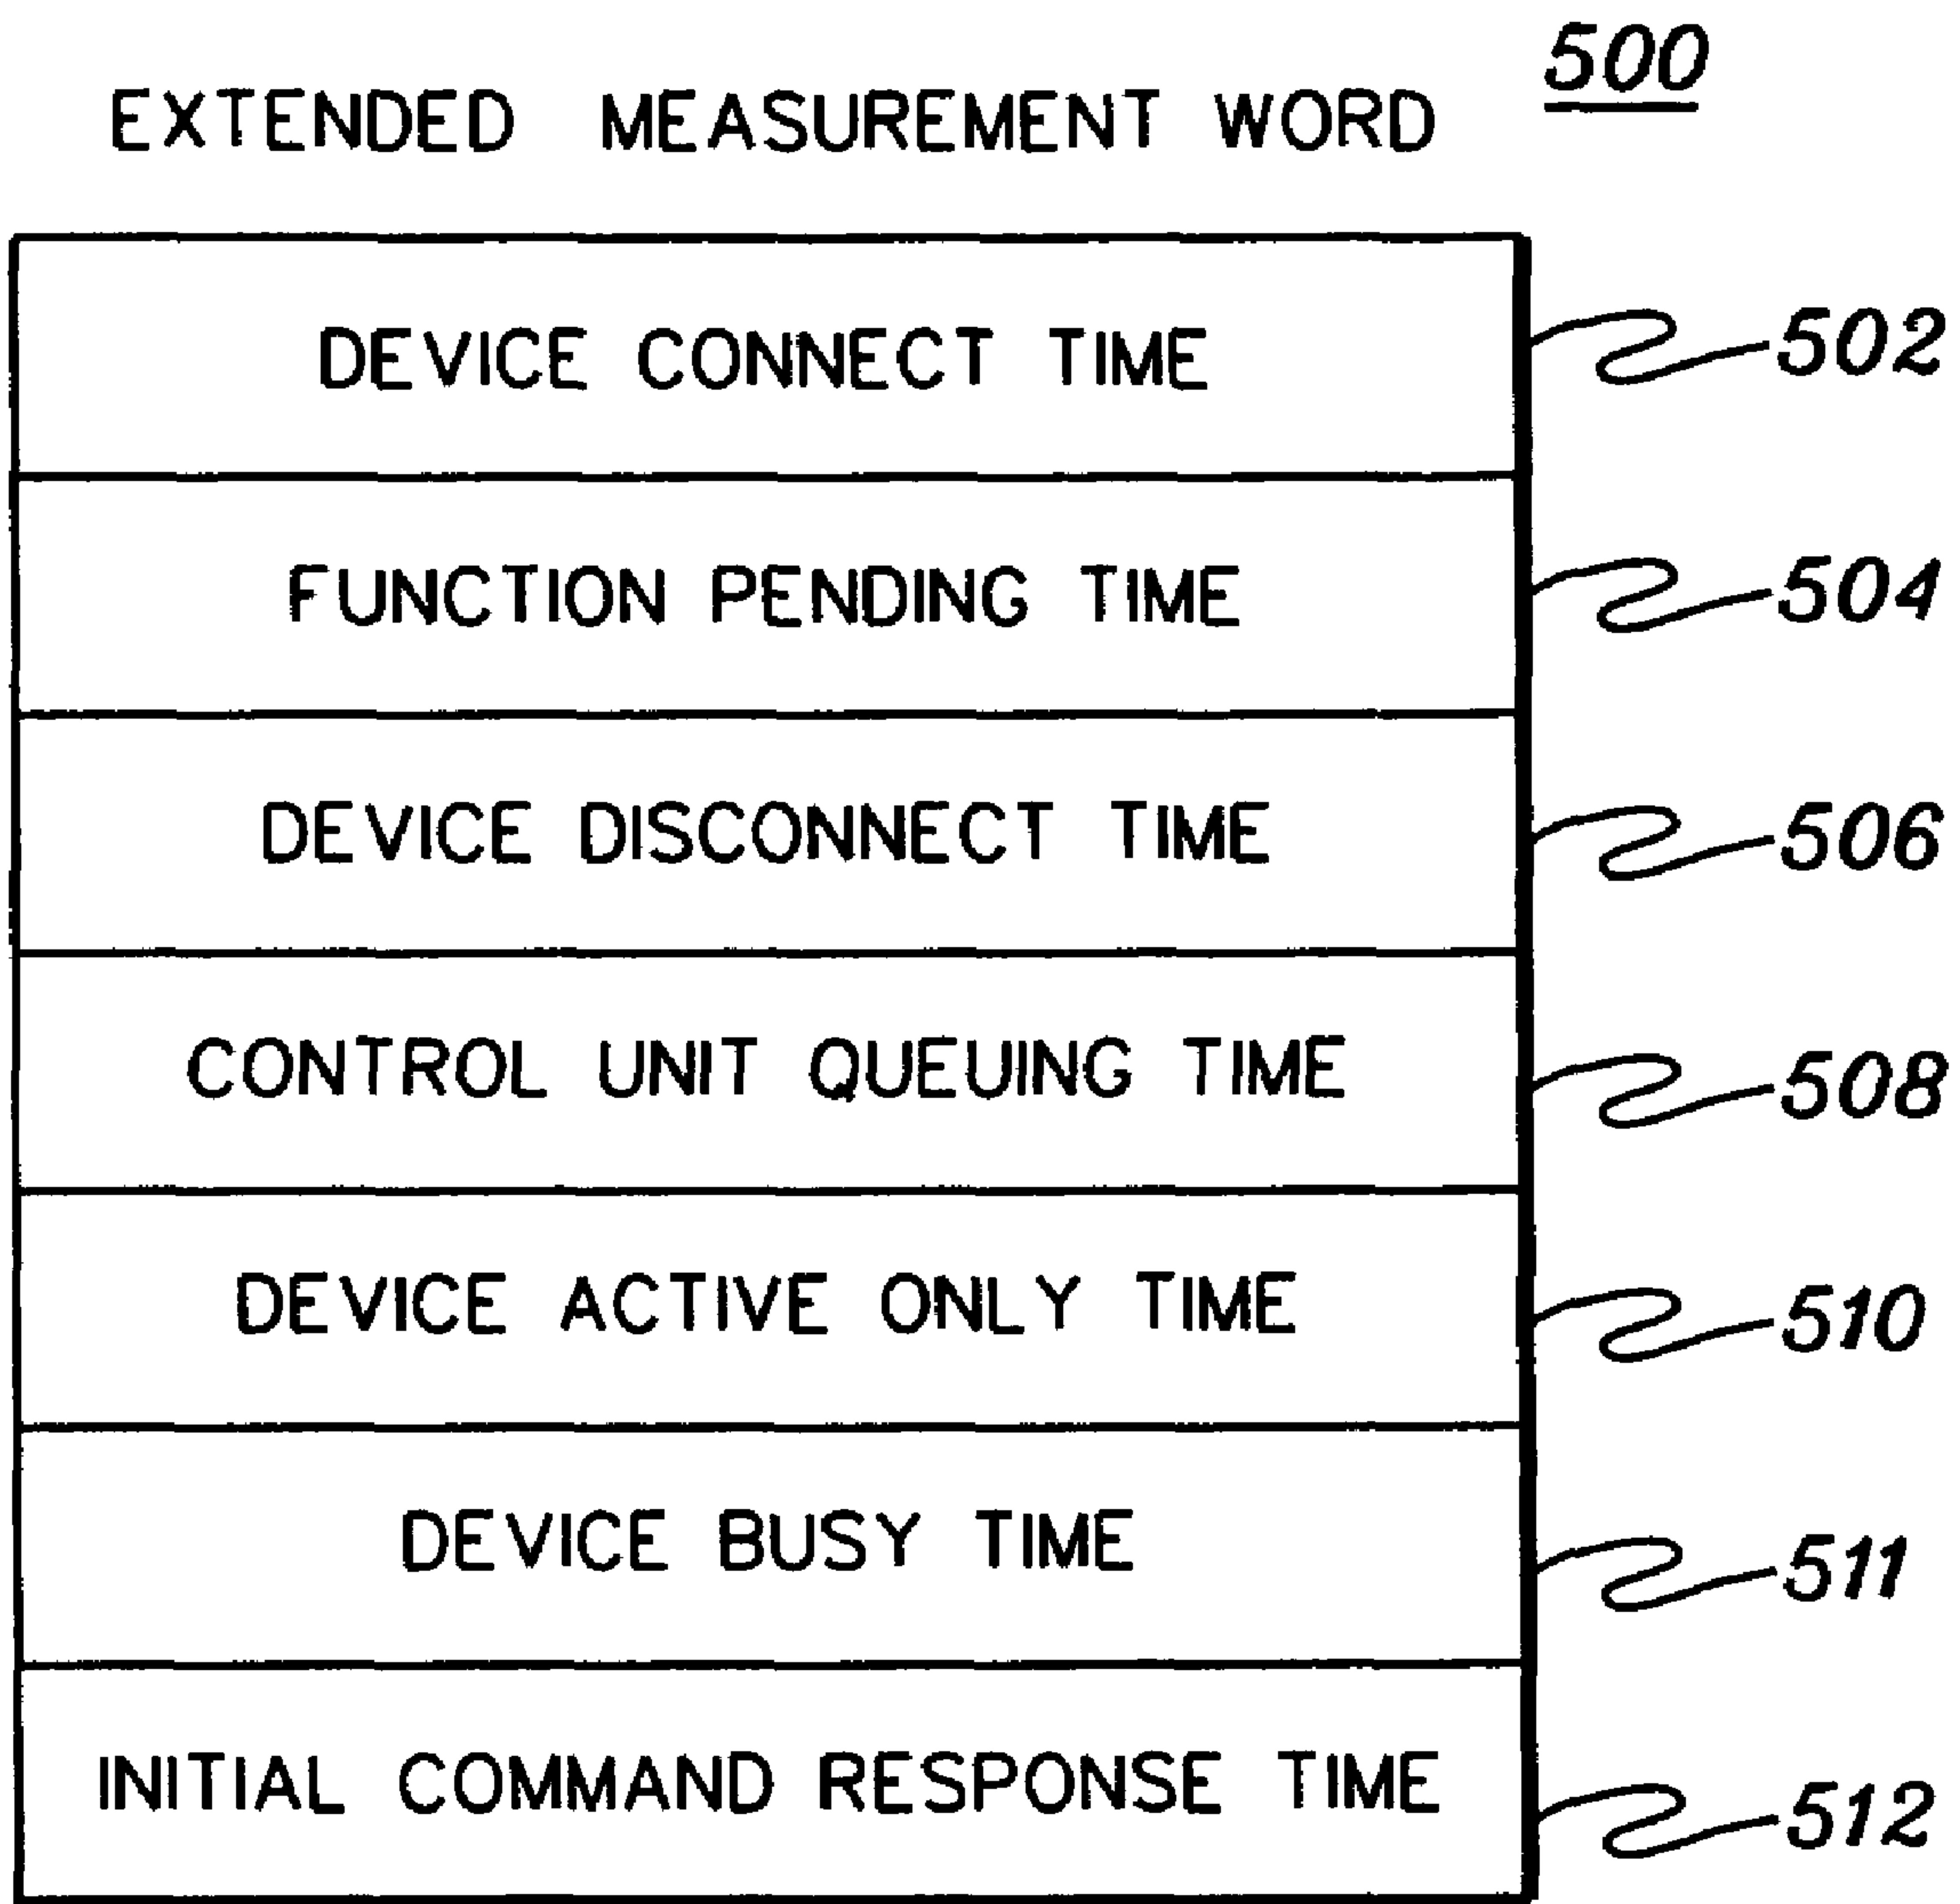 500
EXTENDED MEASUREMENT WORD
DEVICE CONNECT TIME 502
FUNCTION PENDING TIME 504
DEVICE DISCONNECT TIME 506
CONTROL UNIT QUEUING TIME 508
DEVICE ACTIVE ONLY TIME 510
DEVICE BUSY TIME 511
INITIAL COMMAND RESPONSE TIME 512